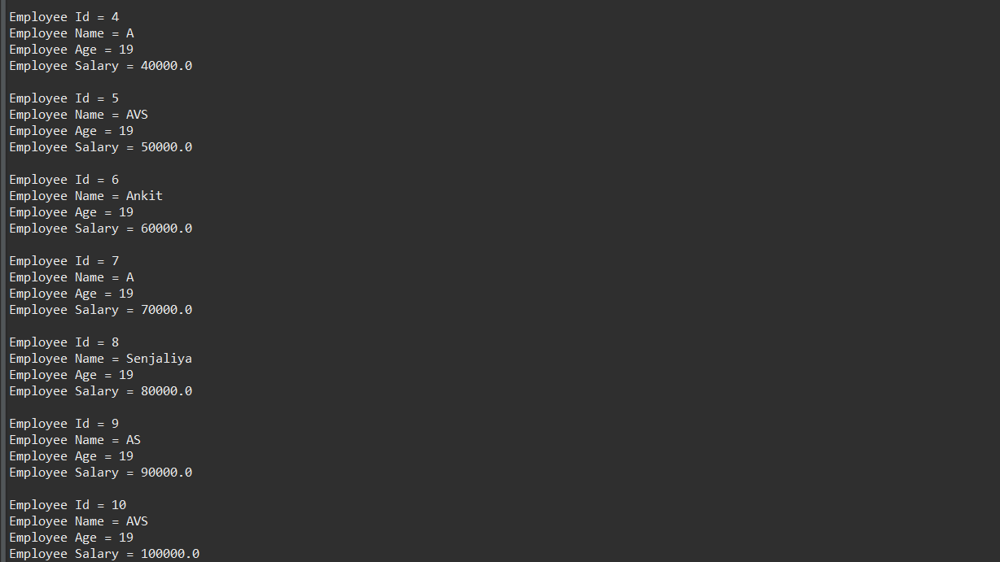 Employee Id = 4
Employee Name = A
Employee Age = 19
Employee Salary = 40000.0
Employee Id = 5
Employee Name = AVS
Employee Age = 19
Employee Salary = 50000.0
Employee Id = 6
Employee Name = Ankit
Employee Age = 19
Employee Salary = 60000.0
Employee Id = 7
Employee Name = A
Employee Age = 19
Employee Salary = 70000.0
Employee Id = 8
Employee Name = Senjaliya
Employee Age = 19
Employee Salary = 80000.0
Employee Id = 9
Employee Name = AS
Employee Age = 19
Employee Salary = 90000.0
Employee Id = 10
Employee Name = AVS
Employee Age = 19
Employee Salary = 100000.0